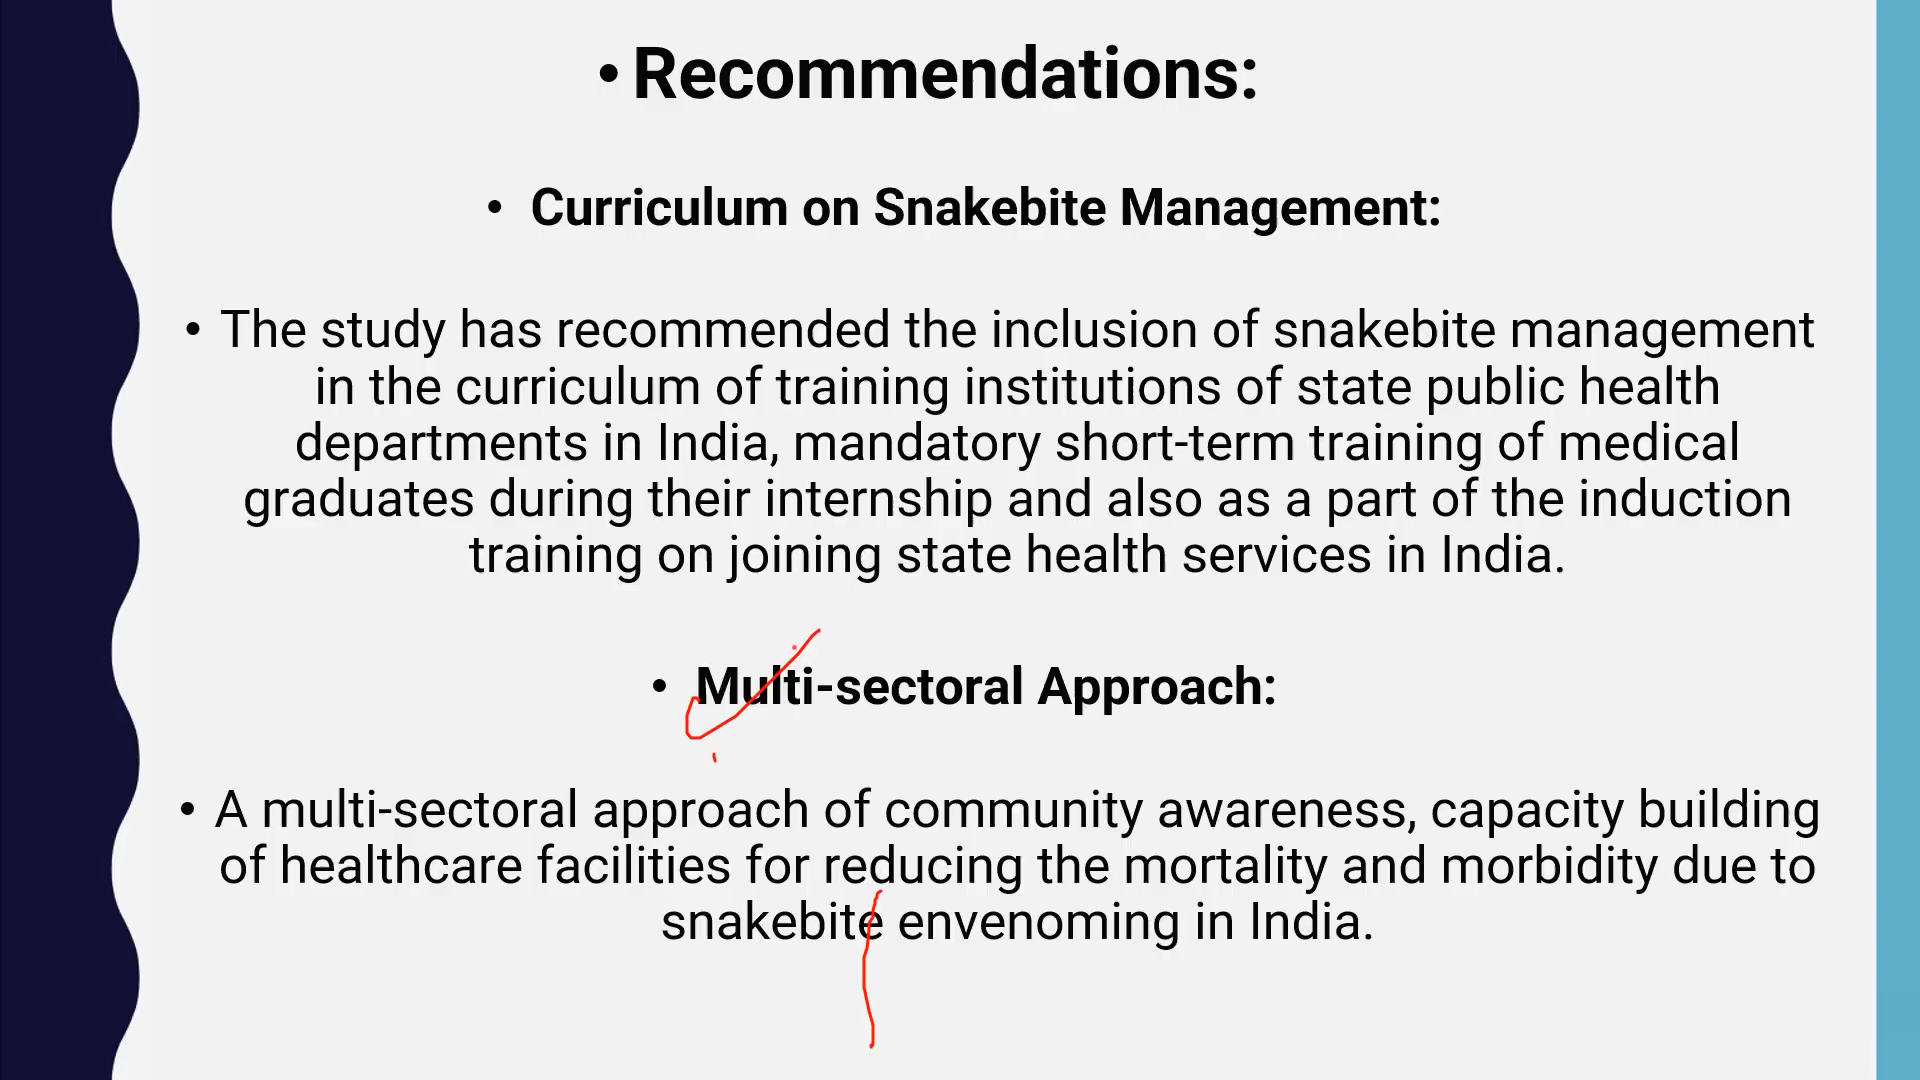 • Recommendations:
• Curriculum on Snakebite Management:
• The study has recommended the inclusion of snakebite management
in the curriculum of training institutions of state public health
departments in India, mandatory short-term training of medical
graduates during their internship and also as a part of the induction
training on joining state health services in India.
• Multi-sectoral Approach:
• A multi-sectoral approach of community awareness, capacity building
of healthcare facilities for reducing the mortality and morbidity due to
snakebite envenoming in India.